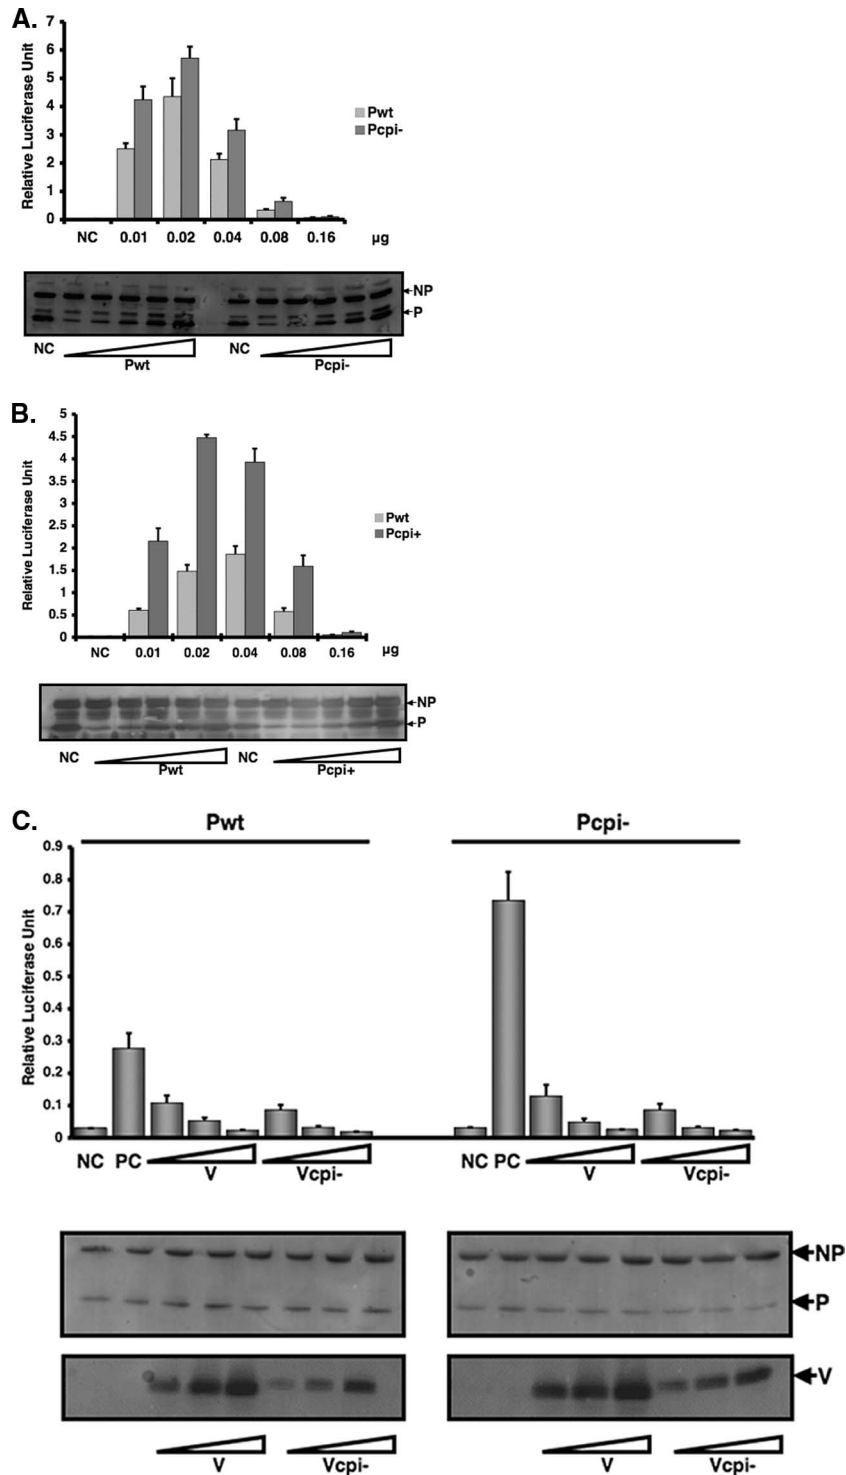 A.
Relative Luciferase Unit
7
6
5
4
3
2
1
0
Pwt
Pcpi-
NC 0.01 0.02 0.04 0.08 0.16 µg
NP
P
NC Pwt NC Pcpi-
B.
Relative Luciferase Unit
5
4.5
4
3.5
3
2.5
2
1.5
1
0.5
0
Pwt
Pcpi+
NC 0.01 0.02 0.04 0.08 0.16 µg
NP
P
NC Pwt NC Pcpi+
C.
Pwt Pcpi-
Relative Luciferase Unit
0.9
0.8
0.7
0.6
0.5
0.4
0.3
0.2
0.1
0
NC PC V Vcpi- NC PC V Vcpi-
NP
P
V
V Vcpi- V Vcpi-